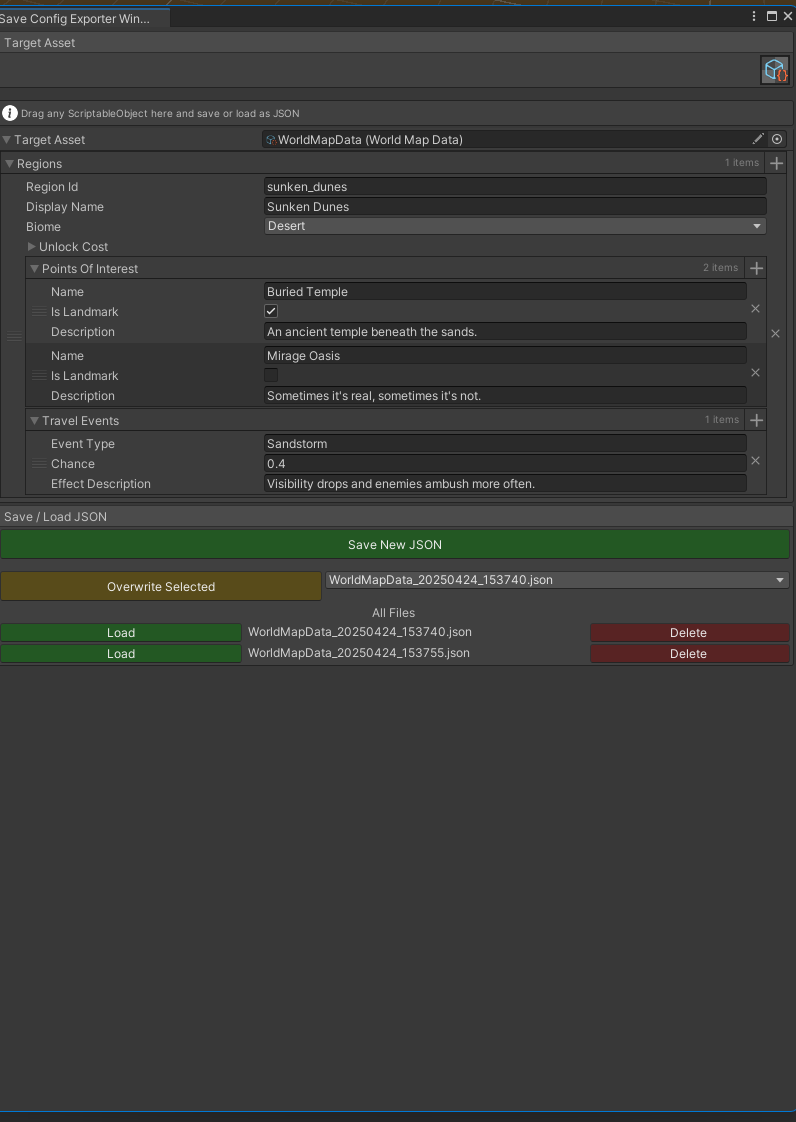 Save Config Exporter Win...
Target Asset
Drag any ScriptableObject here and save or load as JSON
Target Asset WorldMapData (World Map Data)
Regions 1 items
Region Id sunken_dunes
Display Name Sunken Dunes
Biome Desert
Unlock Cost
Points Of Interest 2 items
Name Buried Temple
Is Landmark
Description An ancient temple beneath the sands.
Name Mirage Oasis
Is Landmark
Description Sometimes it's real, sometimes it's not.
Travel Events 1 items
Event Type Sandstorm
Chance 0.4
Effect Description Visibility drops and enemies ambush more often.
Save / Load JSON
Save New JSON
Overwrite Selected WorldMapData_20250424_153740.json
All Files
Load WorldMapData_20250424_153740.json Delete
Load WorldMapData_20250424_153755.json Delete